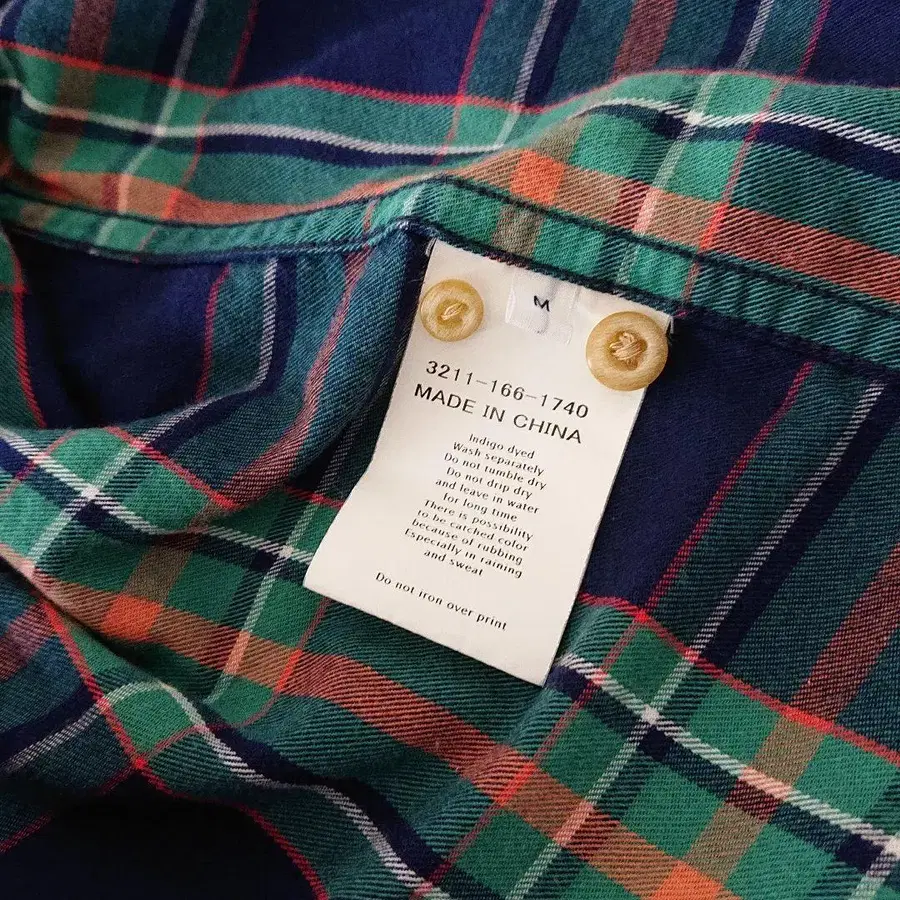 M
3211-166-1740
MADE IN CHINA
Indigo dyed
Wash separately
Do not tumble dry
Do not drip dry
and leave in water
for long time
There is possibility
to be catched color
because of rubbing
Especially in raining
and sweat
Do not iron over print